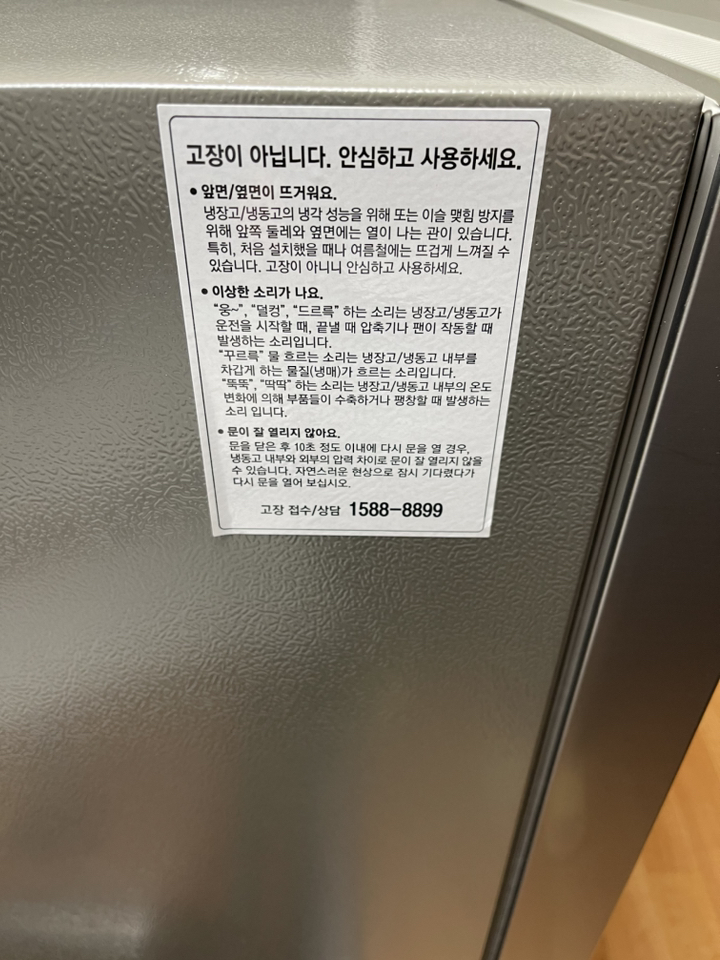 고장이 아닙니다. 안심하고 사용하세요.
• 앞면/옆면이 뜨거워요.
냉장고/냉동고의 냉각 성능을 위해 또는 이슬 맺힘 방지를
위해 앞쪽 둘레와 옆면에는 열이 나는 관이 있습니다.
특히, 처음 설치했을 때나 여름철에는 뜨겁게 느껴질 수
있습니다. 고장이 아니니 안심하고 사용하세요.
• 이상한 소리가 나요.
“웅~”, “덜컹”, “드르륵” 하는 소리는 냉장고/냉동고가
운전을 시작할 때, 끝낼 때 압축기나 팬이 작동할 때
발생하는 소리입니다.
“꾸르륵” 물 흐르는 소리는 냉장고/냉동고 내부를
차갑게 하는 물질(냉매)가 흐르는 소리입니다.
“뚝뚝”, “딱딱” 하는 소리는 냉장고/냉동고 내부의 온도
변화에 의해 부품들이 수축하거나 팽창할 때 발생하는
소리 입니다.
• 문이 잘 열리지 않아요.
문을 닫은 후 10초 정도 이내에 다시 문을 열 경우,
냉동고 내부와 외부의 압력 차이로 문이 잘 열리지 않을
수 있습니다. 자연스러운 현상으로 잠시 기다렸다가
다시 문을 열어 보십시오.
고장 접수/상담 1588-8899